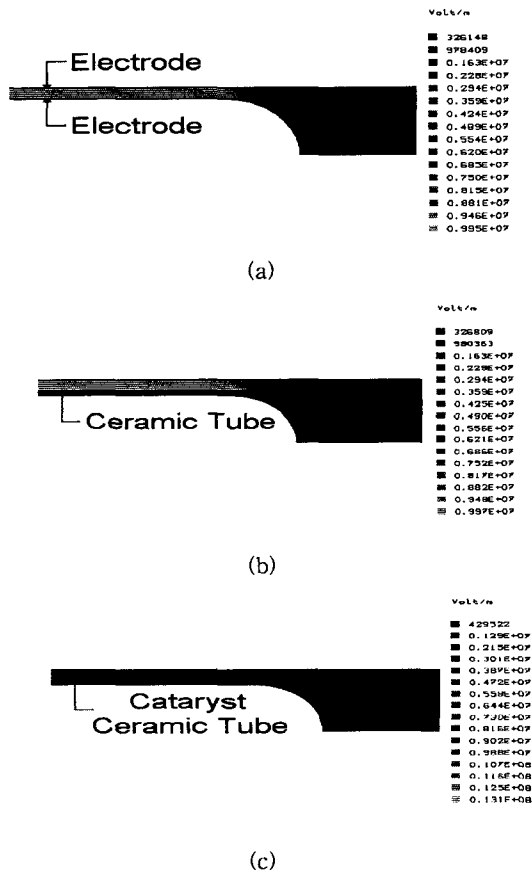 Volt/m
326148
978409
0.163E+07
0.228E+07
0.294E+07
0.359E+07
0.424E+07
0.489E+07
0.554E+07
0.620E+07
0.685E+07
0.750E+07
0.815E+07
0.881E+07
0.946E+07
0.995E+07
Electrode
Electrode
(a)
Volt/m
326809
980363
0.163E+07
0.229E+07
0.294E+07
0.359E+07
0.425E+07
0.490E+07
0.556E+07
0.621E+07
0.686E+07
0.752E+07
0.817E+07
0.882E+07
0.948E+07
0.997E+07
Ceramic Tube
(b)
Volt/m
429522
0.129E+07
0.215E+07
0.301E+07
0.387E+07
0.472E+07
0.558E+07
0.644E+07
0.730E+07
0.816E+07
0.902E+07
0.988E+07
0.107E+08
0.116E+08
0.125E+08
0.131E+08
Cataryst
Ceramic Tube
(c)